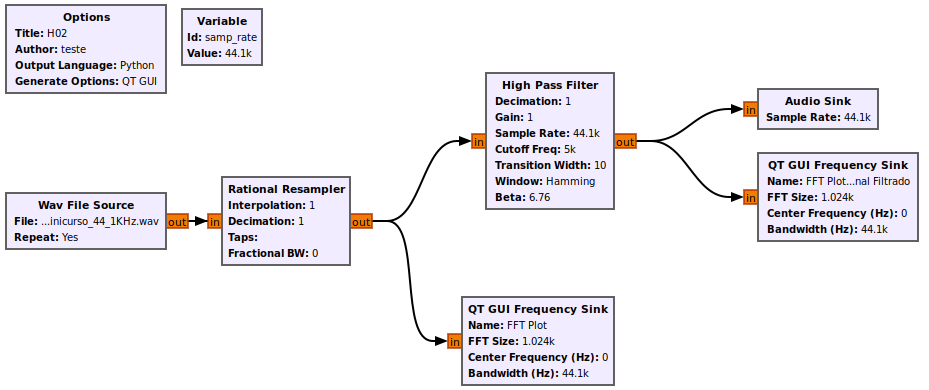 Options
Title: H02
Author: teste
Output Language: Python
Generate Options: QT GUI
Variable
Id: samp_rate
Value: 44.1k
Wav File Source
File: ...inicurso_44_1KHz.wav
Repeat: Yes
out
in
Rational Resampler
Interpolation: 1
Decimation: 1
Taps:
Fractional BW: 0
out
in
High Pass Filter
Decimation: 1
Gain: 1
Sample Rate: 44.1k
Cutoff Freq: 5k
Transition Width: 10
Window: Hamming
Beta: 6.76
out
in
Audio Sink
Sample Rate: 44.1k
in
QT GUI Frequency Sink
Name: FFT Plot...nal Filtrado
FFT Size: 1.024k
Center Frequency (Hz): 0
Bandwidth (Hz): 44.1k
in
QT GUI Frequency Sink
Name: FFT Plot
FFT Size: 1.024k
Center Frequency (Hz): 0
Bandwidth (Hz): 44.1k